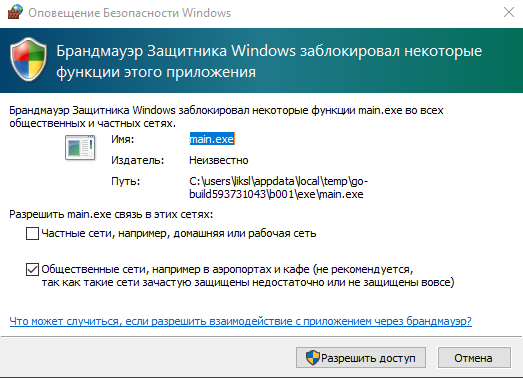 Оповещение Безопасности Windows
Брандмауэр Защитника Windows заблокировал некоторые
функции этого приложения
Брандмауэр Защитника Windows заблокировал некоторые функции main.exe во всех
общественных и частных сетях.
Имя: main.exe
Издатель: Неизвестно
Путь: C:\users\liksl\appdata\local\temp\go-
build593731043\b001\exe\main.exe
Разрешить main.exe связь в этих сетях:
Частные сети, например, домашняя или рабочая сеть
Общественные сети, например в аэропортах и кафе (не рекомендуется,
так как такие сети зачастую защищены недостаточно или не защищены вовсе)
Что может случиться, если разрешить взаимодействие с приложением через брандмауэр?
Разрешить доступ
Отмена